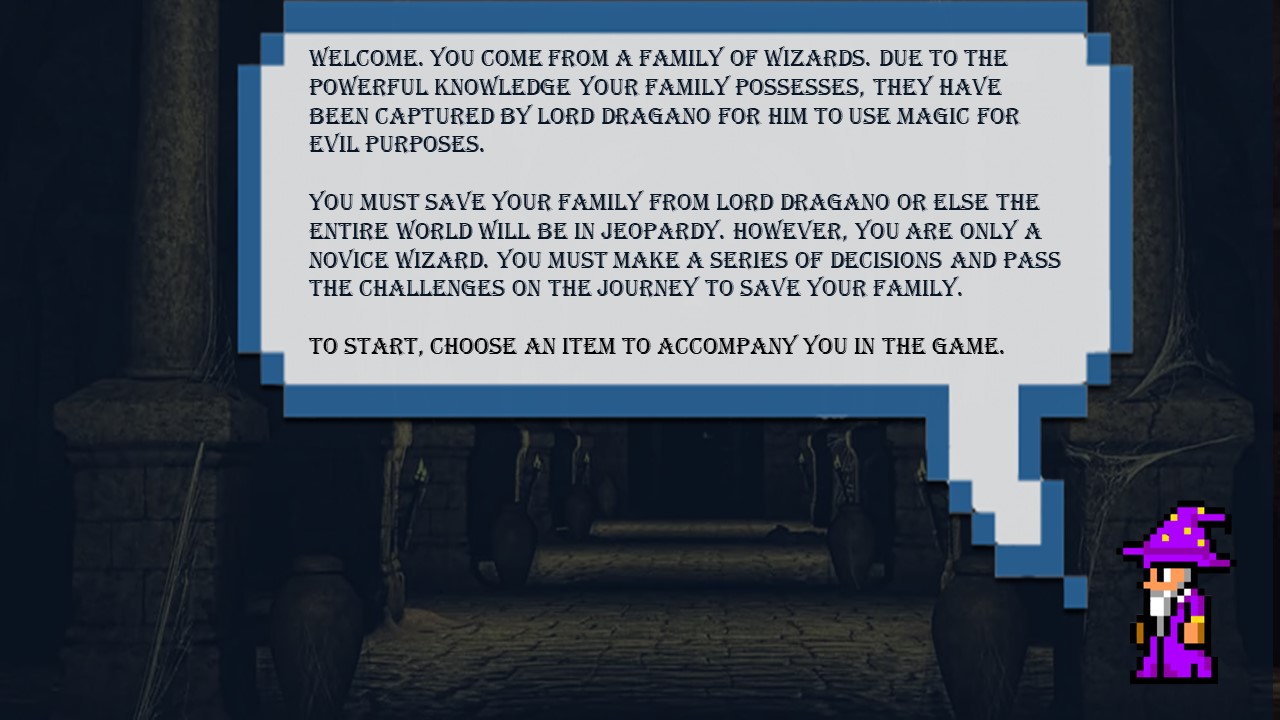 WELCOME. YOU COME FROM A FAMILY OF WIZARDS. DUE TO THE
POWERFUL KNOWLEDGE YOUR FAMILY POSSESSES, THEY HAVE
BEEN CAPTURED BY LORD DRAGANO FOR HIM TO USE MAGIC FOR
EVIL PURPOSES.
YOU MUST SAVE YOUR FAMILY FROM LORD DRAGANO OR ELSE THE
ENTIRE WORLD WILL BE IN JEOPARDY. HOWEVER, YOU ARE ONLY A
NOVICE WIZARD. YOU MUST MAKE A SERIES OF DECISIONS AND PASS
THE CHALLENGES ON THE JOURNEY TO SAVE YOUR FAMILY.
TO START, CHOOSE AN ITEM TO ACCOMPANY YOU IN THE GAME.